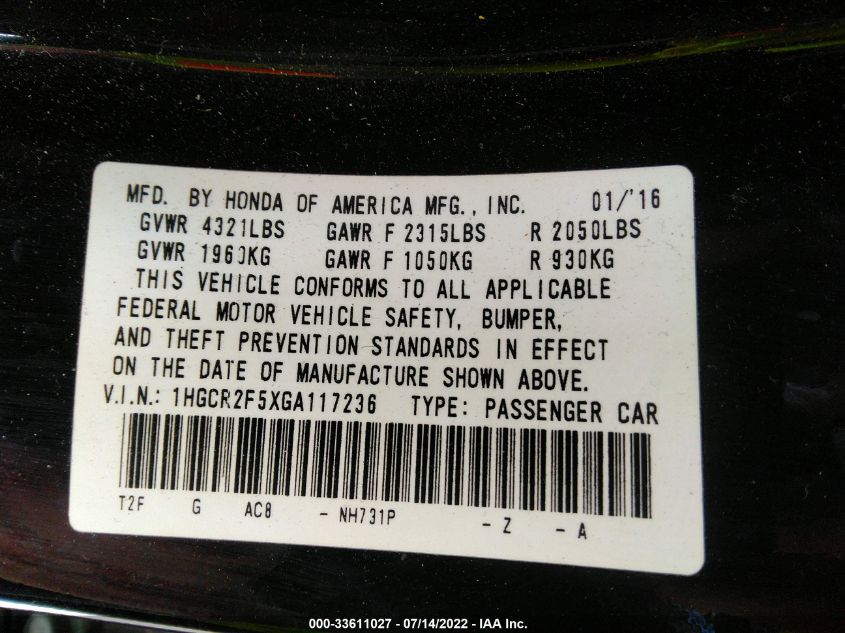 MFD. BY HONDA OF AMERICA MFG., INC. 01/'16
GVWR 4321LBS GAWR F 2315LBS R 2050LBS
GVWR 1960KG GAWR F 1050KG R 930KG
THIS VEHICLE CONFORMS TO ALL APPLICABLE
FEDERAL MOTOR VEHICLE SAFETY, BUMPER,
AND THEFT PREVENTION STANDARDS IN EFFECT
ON THE DATE OF MANUFACTURE SHOWN ABOVE.
V.I.N.: 1HGCR2F5XGA117236 TYPE: PASSENGER CAR
T2F G AC8 - NH731P - Z - A
000-33611027 - 07/14/2022 - IAA Inc.